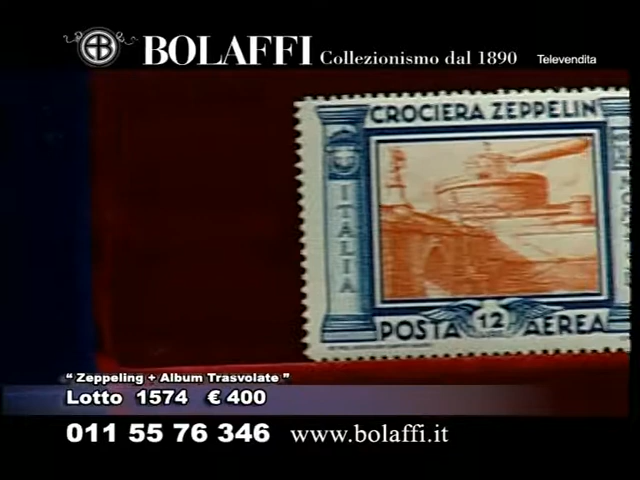 BOLAFFI Collezionismo dal 1890 Televendita
CROCIERA ZEPPELIN
ITALIA
POSTA 12 AEREA
“ Zeppeling + Album Trasvolate ”
Lotto 1574 € 400
011 55 76 346 www.bolaffi.it